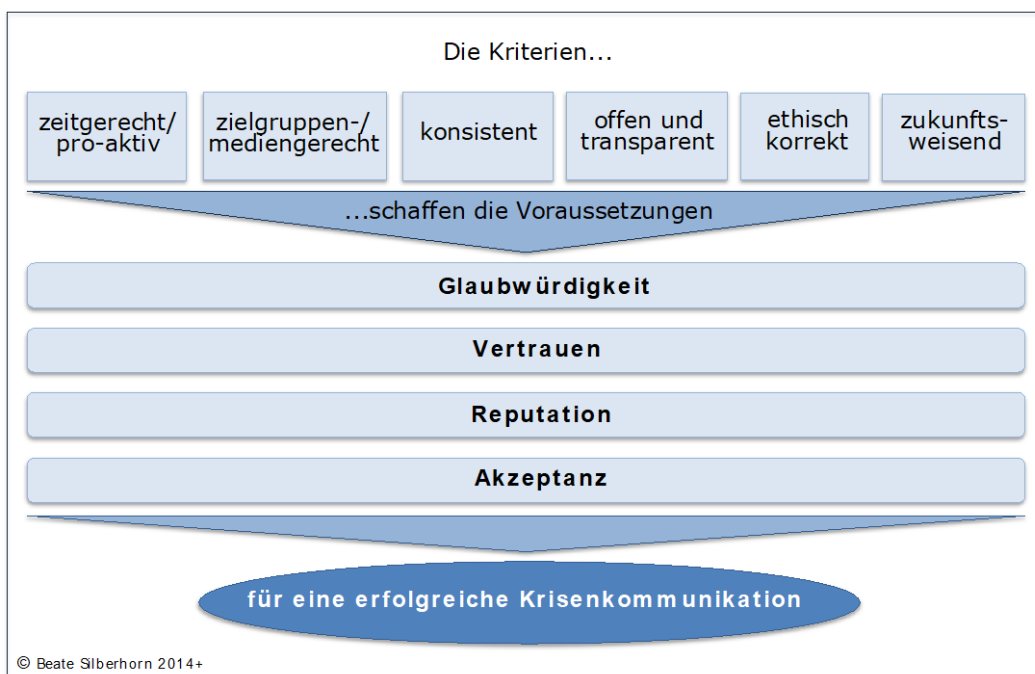 Die Kriterien...
zeitgerecht/
pro-aktiv
zielgruppen-/
mediengerecht
konsistent
offen und
transparent
ethisch
korrekt
zukunfts-
weisend
...schaffen die Voraussetzungen
Glaubwürdigkeit
Vertrauen
Reputation
Akzeptanz
für eine erfolgreiche Krisenkommunikation
© Beate Silberhorn 2014+